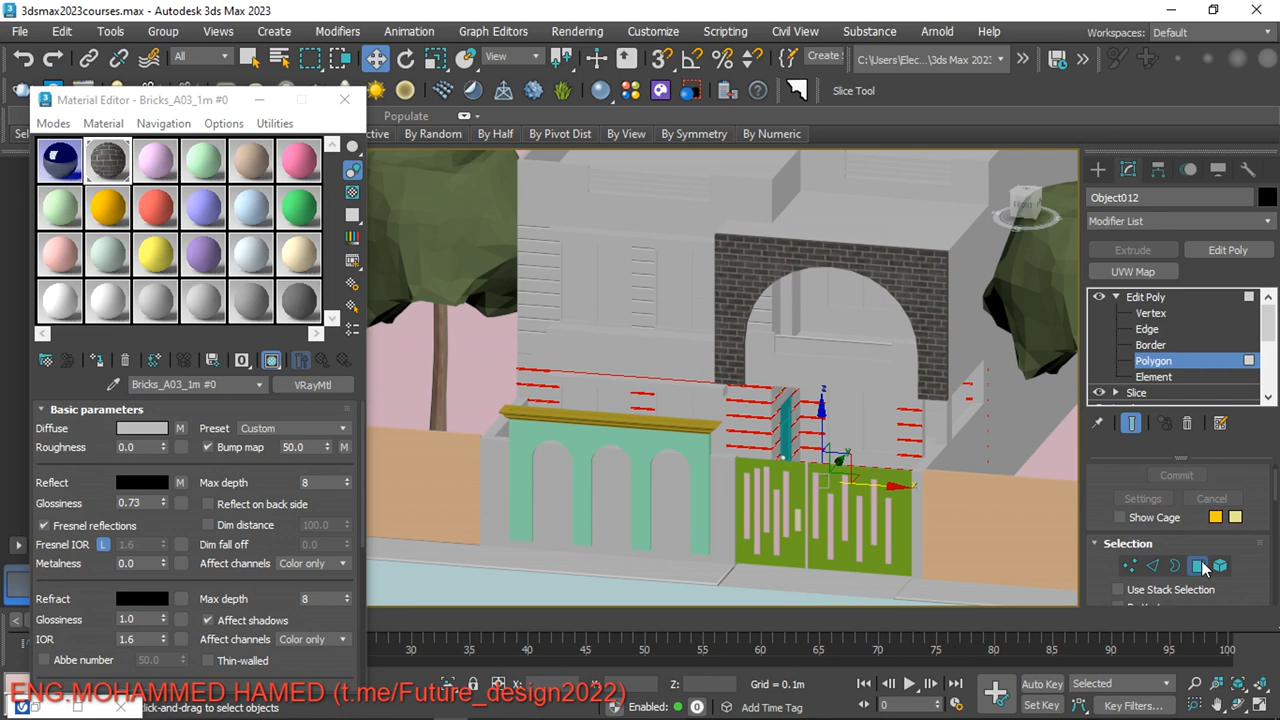 3dsmax2023courses.max - Autodesk 3ds Max 2023
File Edit Tools Group Views Create Modifiers Animation Graph Editors Rendering Customize Scripting Civil View Substance Arnold Help Workspaces: Default
All View Create C:\Users\Elec...\3ds Max 2023
Slice Tool
Material Editor - Bricks_A03_1m #0
Populate
Modes Material Navigation Options Utilities
By Random By Half By Pivot Dist By View By Symmetry By Numeric
Object012
Modifier List
Extrude Edit Poly
UVW Map
Edit Poly
Vertex
Edge
Border
Polygon
Element
Slice
FRONT
z
y
x
Bricks_A03_1m #0 VRayMtl
Basic parameters
Diffuse M Preset Custom
Roughness 0.0 Bump map 50.0 M
Reflect M Max depth 8
Glossiness 0.73 Reflect on back side
Fresnel reflections Dim distance 100.0
Fresnel IOR L 1.6 Dim fall off 0.0
Metalness 0.0 Affect channels Color only
Refract Max depth 8
Glossiness 1.0 Affect shadows
IOR 1.6 Affect channels Color only
Abbe number 50.0 Thin-walled
Commit
Settings Cancel
Show Cage
Selection
Use Stack Selection
30 35 40 45 50 55 60 65 70 75 80 85 90 95 100
ENG.MOHAMMED HAMED (t.me/Future_design2022)
X: Y: Z: Grid = 0.1m
Auto Key Selected
Set Key Key Filters...
click-and-drag to select objects Enabled: 0 Add Time Tag 0